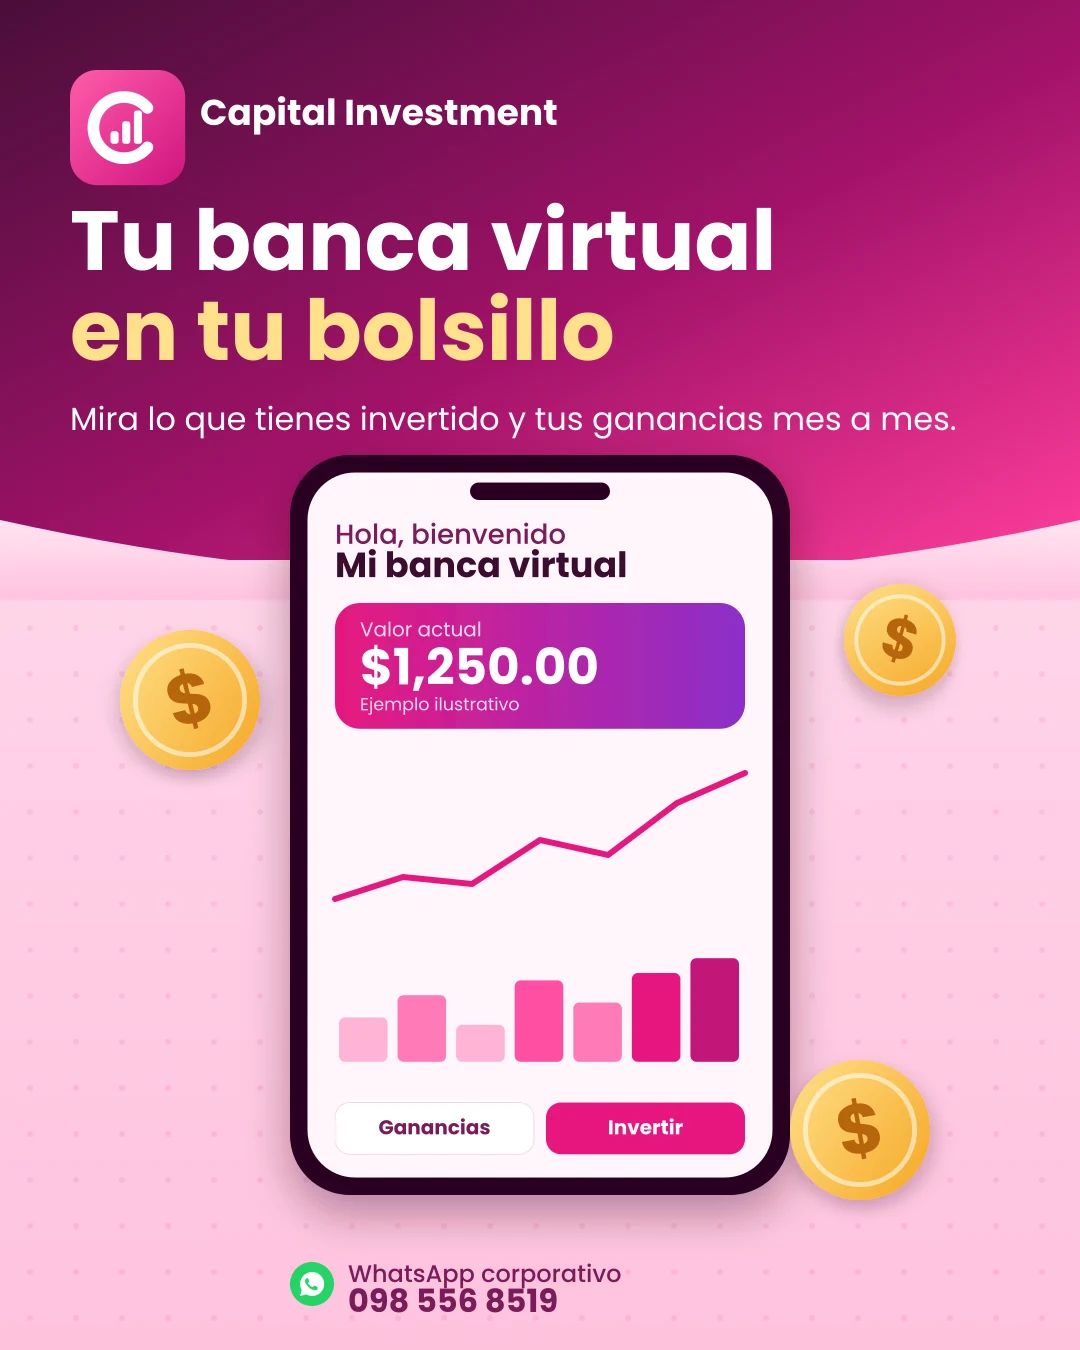 Capital Investment
Tu banca virtual
en tu bolsillo
Mira lo que tienes invertido y tus ganancias mes a mes.
Hola, bienvenido
Mi banca virtual
Valor actual
$1,250.00
Ejemplo ilustrativo
$
$
Ganancias
Invertir
$
WhatsApp corporativo
098 556 8519